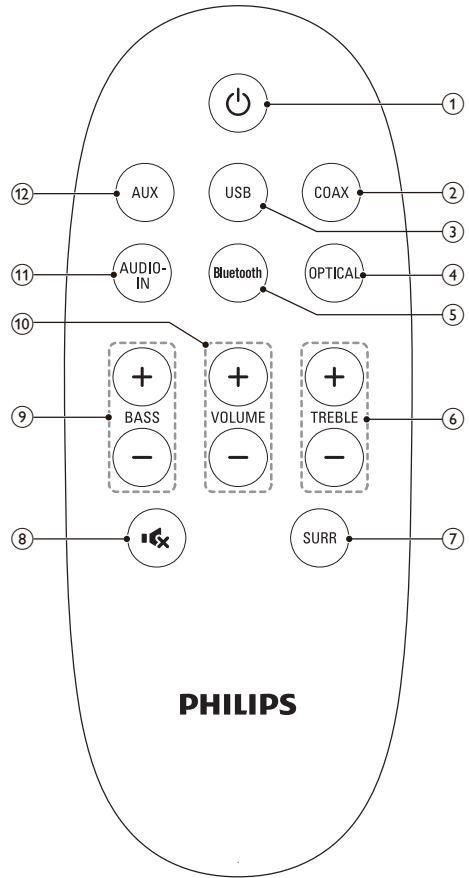 ①
⑫ AUX USB COAX ②
③
⑪ AUDIO-
IN Bluetooth OPTICAL ④
⑤
⑩
+ + +
⑨ BASS VOLUME TREBLE ⑥
− − −
⑧ SURR ⑦
PHILIPS